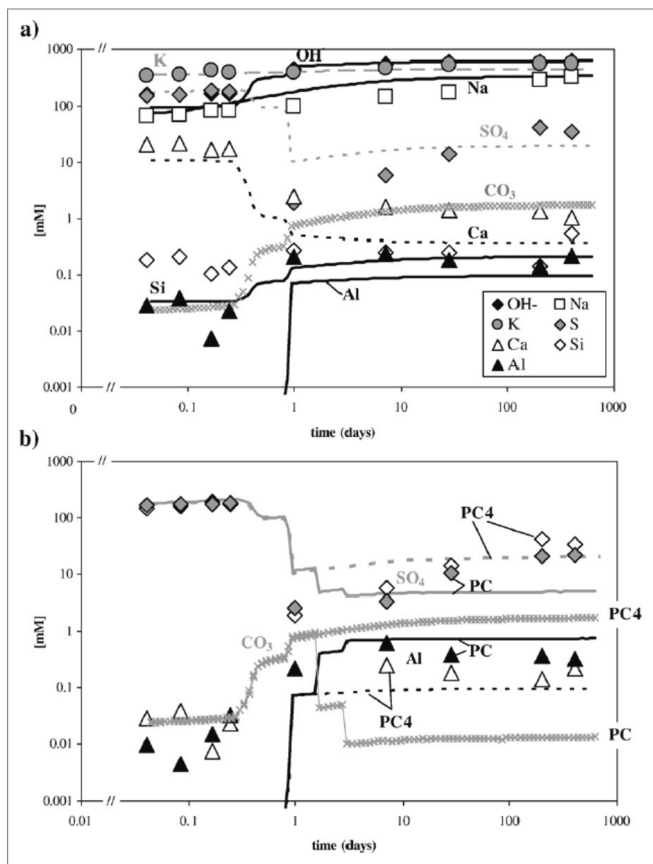 a)
1000
K
OH
100
Na
10
SO4
[mM]
CO3
1
Ca
0.1
Si
Al
0.01
0.001
OH-
Na
K
S
Ca
Si
Al
0
0.1
1
10
100
1000
time (days)
b)
1000
PC4
100
10
SO4
PC
[mM]
CO3
PC4
1
Al
PC
0.1
PC4
0.01
PC
0.001
0.01
0.1
1
10
100
1000
time (days)